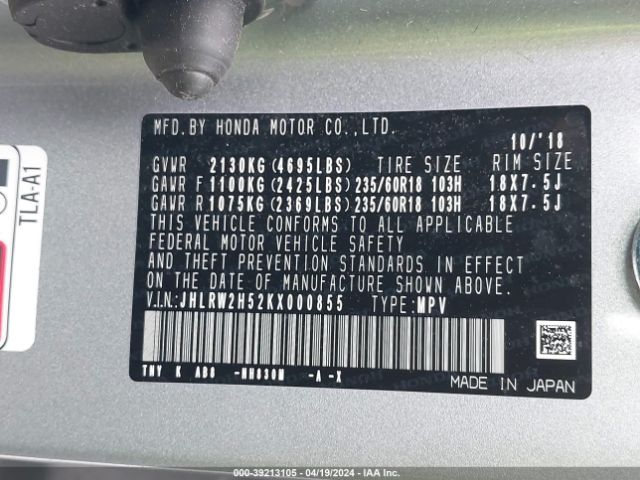 MFD.BY HONDA MOTOR CO.,LTD.
10/'18
GVWR 2130KG(4695LBS) TIRE SIZE RIM SIZE
GAWR F 1100KG(2425LBS) 235/60R18 103H 18X7.5J
GAWR R 1075KG(2369LBS) 235/60R18 103H 18X7.5J
THIS VEHICLE CONFORMS TO ALL APPLICABLE
FEDERAL MOTOR VEHICLE SAFETY
AND THEFT PREVENTION STANDARDS IN EFFECT
ON THE DATE OF MANUFACTURE SHOWN ABOVE.
V.I.N.:JHLRW2H52KX000855 TYPE:MPV
TNY K AB0 -NH830M -A -X
MADE IN JAPAN
TLA-A1
000-39213105 - 04/19/2024 - IAA Inc.